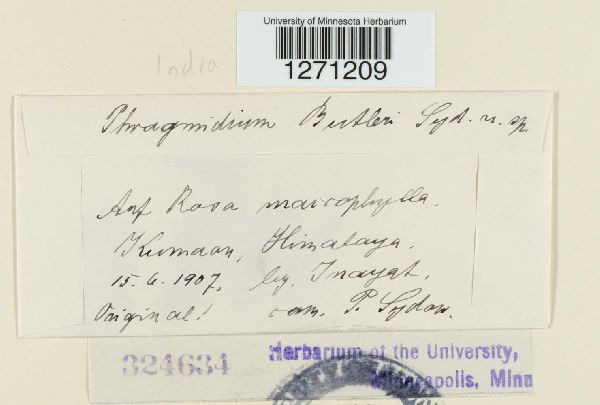 University of Minnesota Herbarium
1271209
India
Phragmidium Butleri Syd. n. sp.
Auf Rosa macrophylla.
Kumaon, Himalaya.
15. 6. 1907. leg. Inayat.
Original! com. P. Sydow.
324634 Herbarium of the University,
Minneapolis, Minn